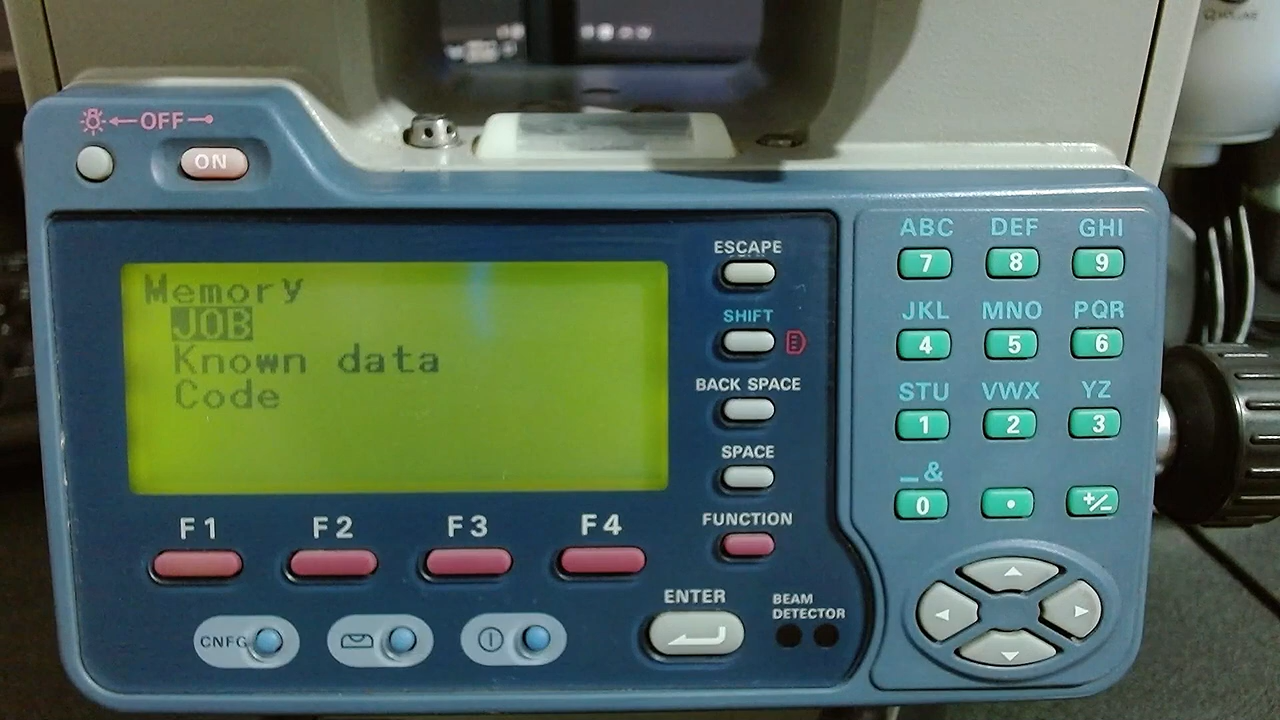 OFF
ON
Memory
JOB
Known data
Code
ESCAPE
SHIFT
BACK SPACE
SPACE
FUNCTION
F1 F2 F3 F4
CNFG
ENTER
BEAM
DETECTOR
ABC DEF GHI
7 8 9
JKL MNO PQR
4 5 6
STU VWX YZ
1 2 3
_&
0 . +/-